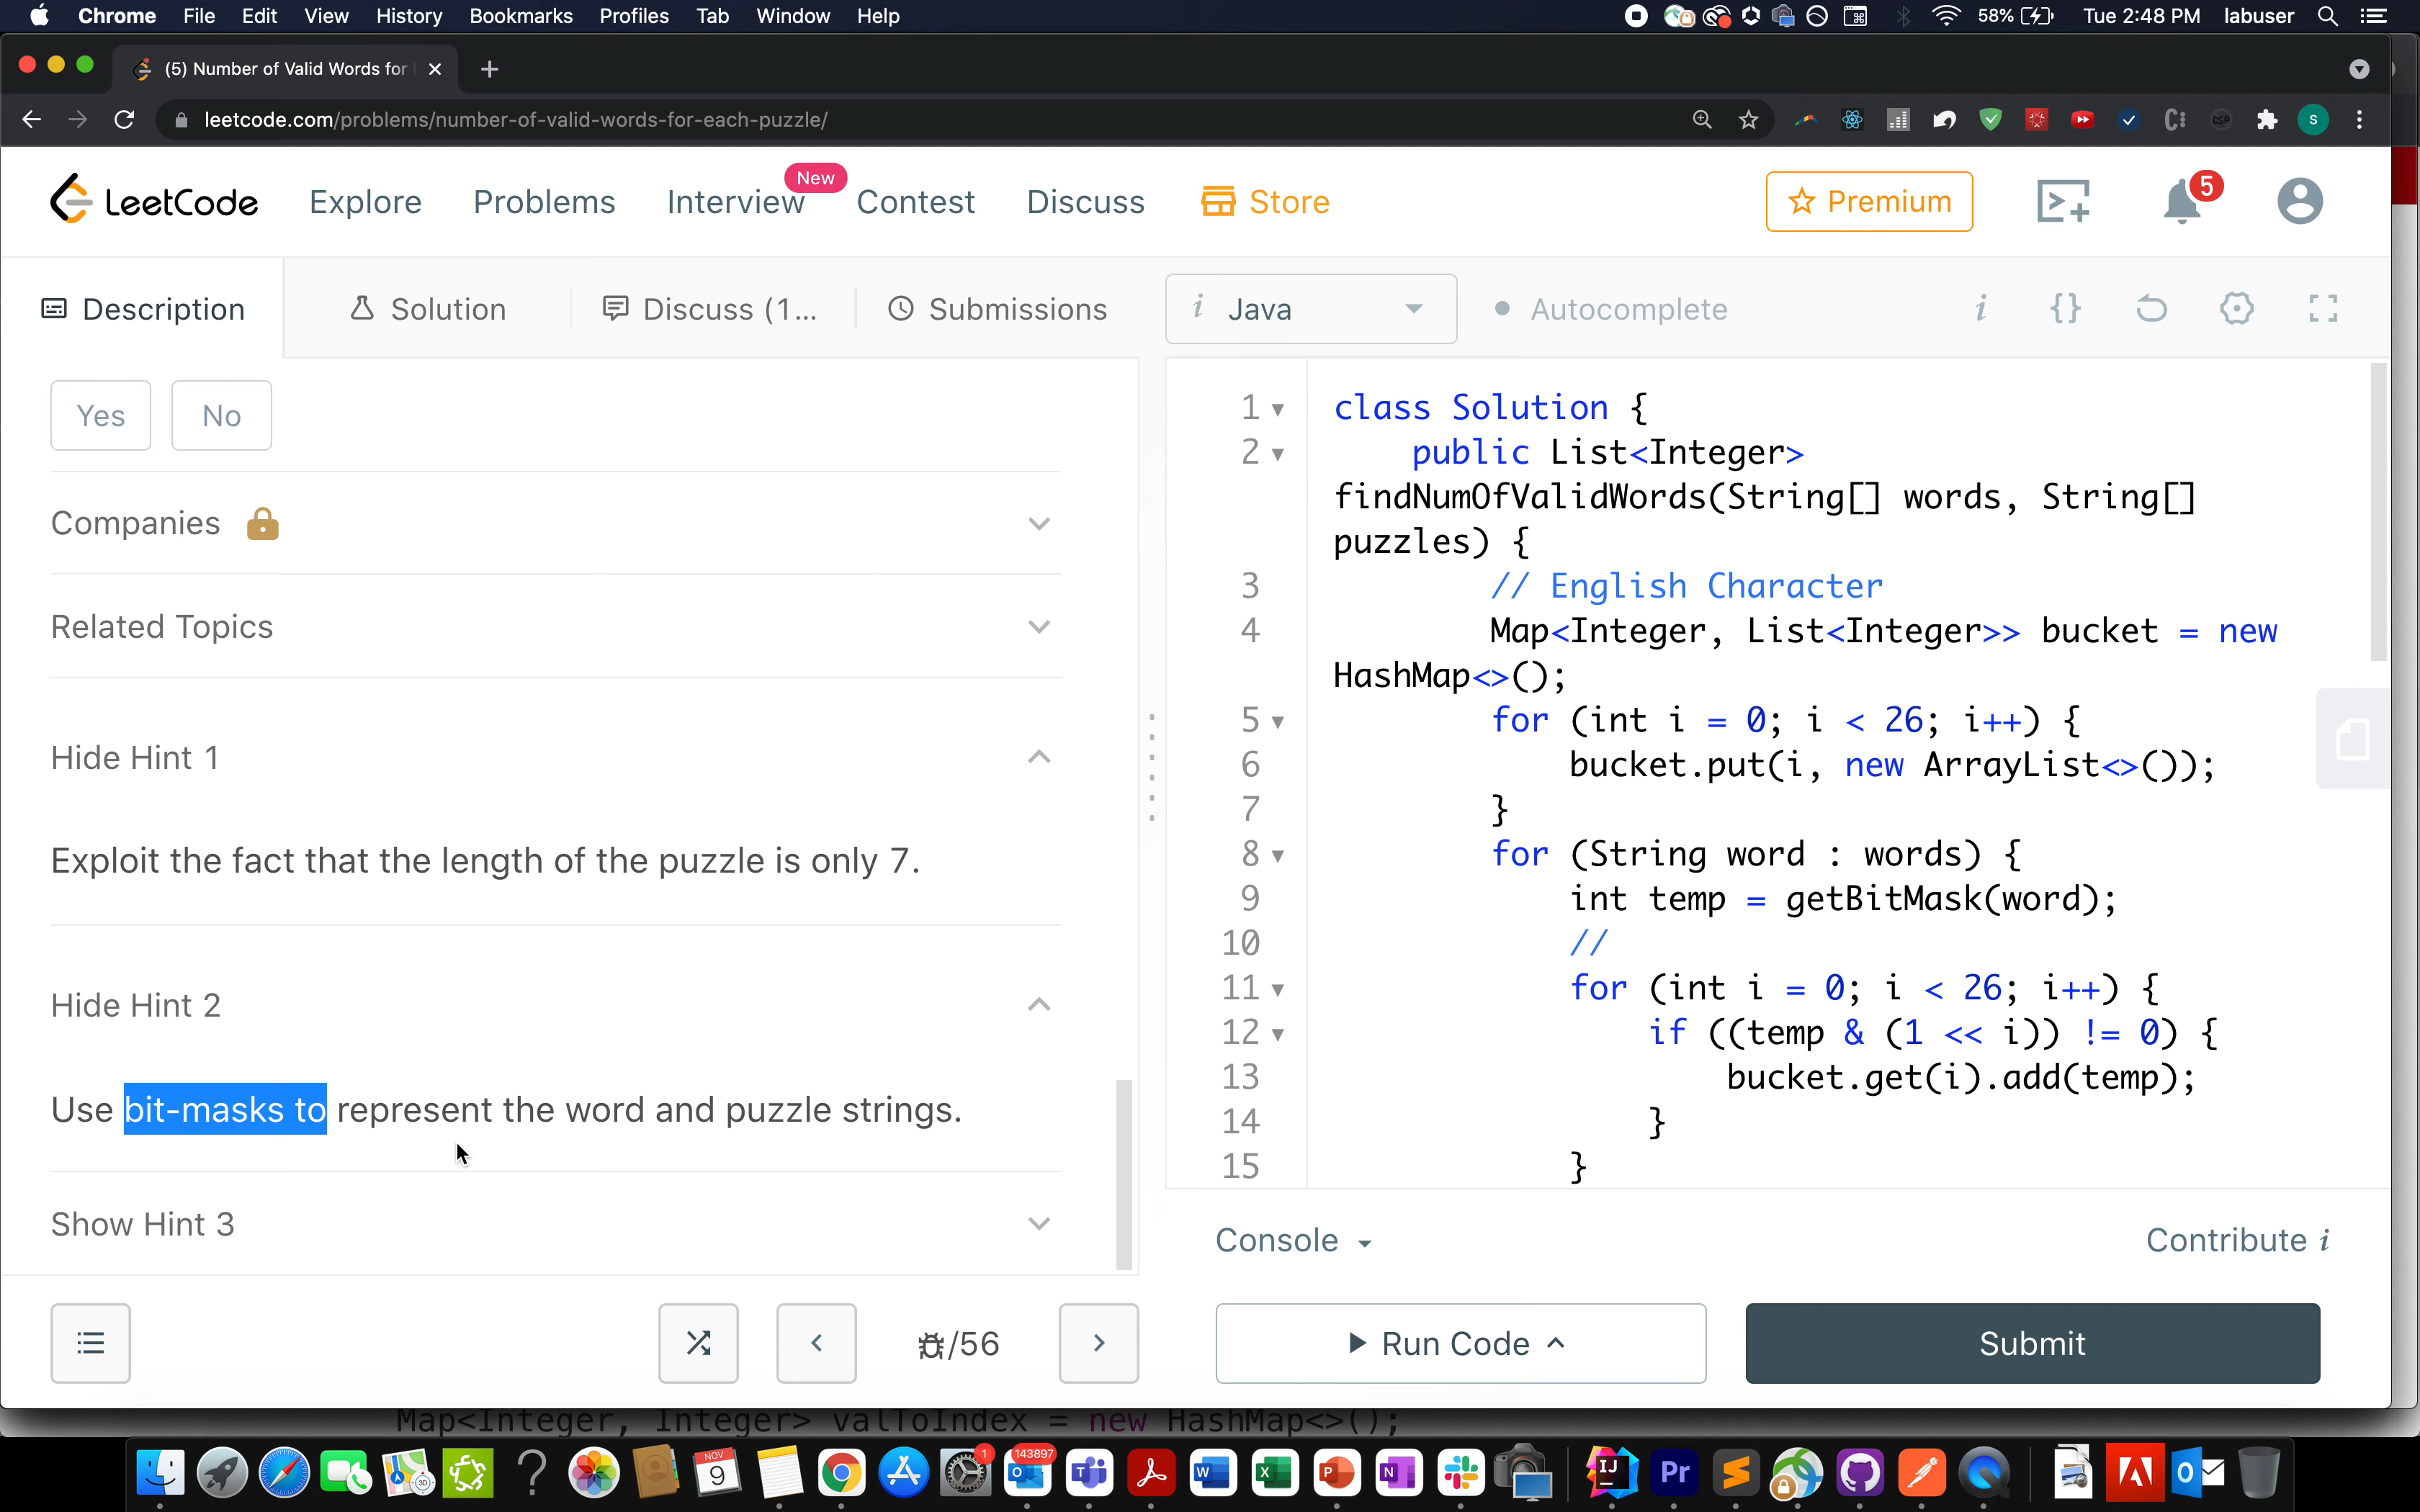 Chrome File Edit View History Bookmarks Profiles Tab Window Help
58% Tue 2:48 PM labuser
(5) Number of Valid Words for
leetcode.com/problems/number-of-valid-words-for-each-puzzle/
CSP
S
LeetCode Explore Problems Interview New Contest Discuss Store Premium 5
Description Solution Discuss (1... Submissions
i Java Autocomplete i {}
Yes No
Companies
Related Topics
Hide Hint 1
Exploit the fact that the length of the puzzle is only 7.
Hide Hint 2
Use bit-masks to represent the word and puzzle strings.
Show Hint 3
/56
1 class Solution {
2 public List<Integer>
findNumOfValidWords(String[] words, String[]
puzzles) {
3 // English Character
4 Map<Integer, List<Integer>> bucket = new
HashMap<>();
5 for (int i = 0; i < 26; i++) {
6 bucket.put(i, new ArrayList<>());
7 }
8 for (String word : words) {
9 int temp = getBitMask(word);
10 //
11 for (int i = 0; i < 26; i++) {
12 if ((temp & (1 << i)) != 0) {
13 bucket.get(i).add(temp);
14 }
15 }
Console Contribute i
Run Code Submit
Map<Integer, Integer> valToIndex = new HashMap<>();
3D
NOV
9
1
143897
IJ
Pr